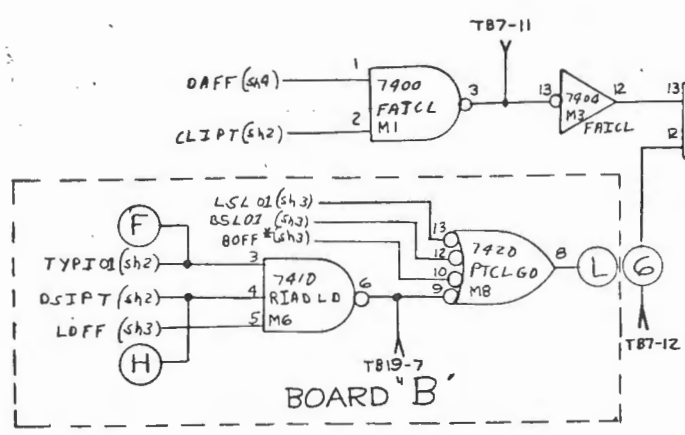 TB7-11
DAFF (sh4) 1
7400 3 13 7404 12 13
FAICL M3
CLIPT (sh2) 2 M1 FAICL
12
LSL01 (sh3)
BSL01 (sh3)
BOFF * (sh3)
F
13
TYPIO1 (sh2) 3 12 7420 8 L 6
7410 6 10 PTCLGO
DSIPT (sh2) 4 RIADLD 9 M8
LDFF (sh3) 5 M6
H
TB19-7
TB7-12
BOARD "B"